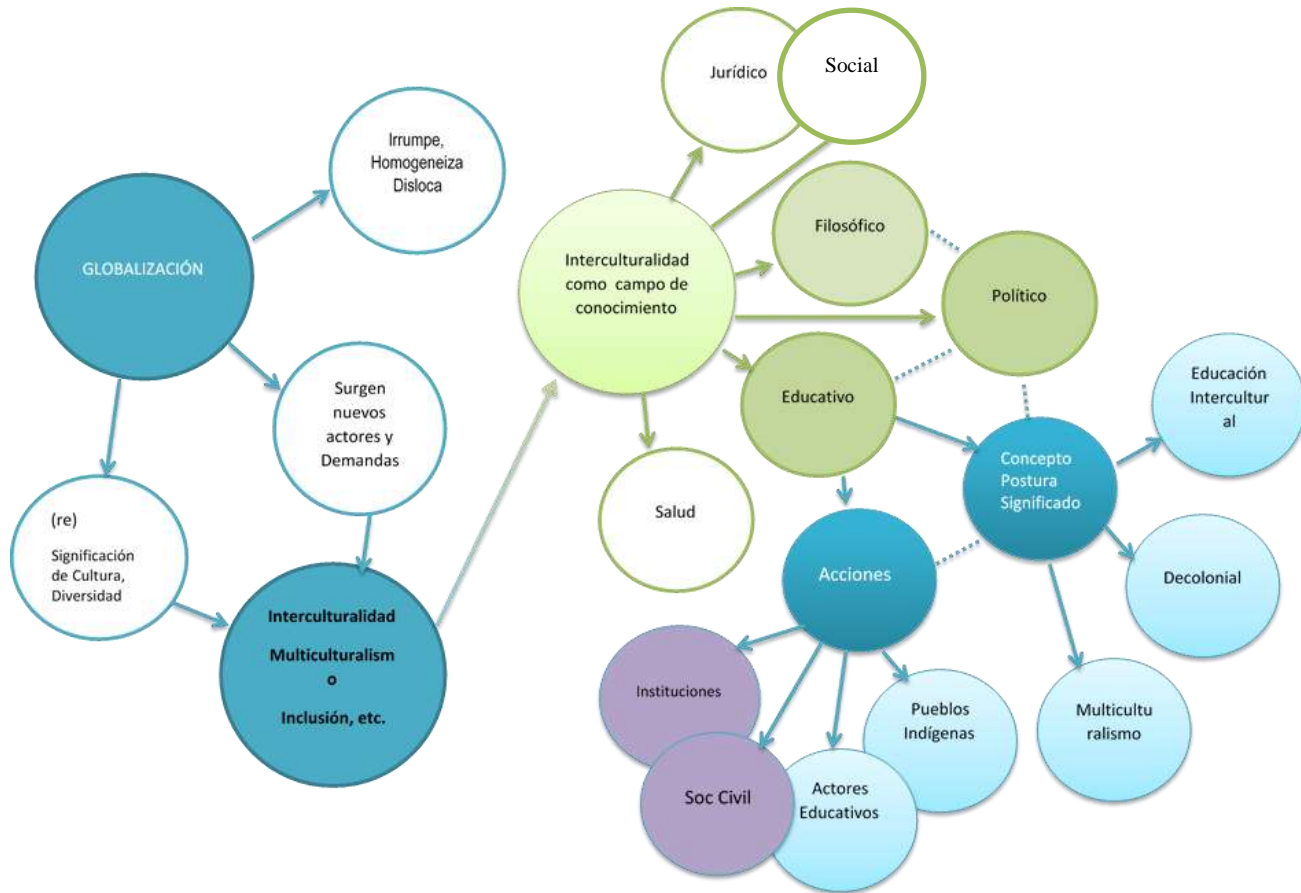 Jurídico
Social
Irrumpe,
Homogeneiza
Disloca
GLOBALIZACIÓN
Filosófico
Interculturalidad
como campo de
conocimiento
Político
Surgen
nuevos
actores y
Demandas
Educativo
Educación
Intercultur
al
Concepto
Postura
Significado
(re)
Significación
de Cultura,
Diversidad
Salud
Acciones
Decolonial
Interculturalidad
Multiculturalism
o
Inclusión, etc.
Instituciones
Pueblos
Indígenas
Multicultu
ralismo
Soc Civil
Actores
Educativos